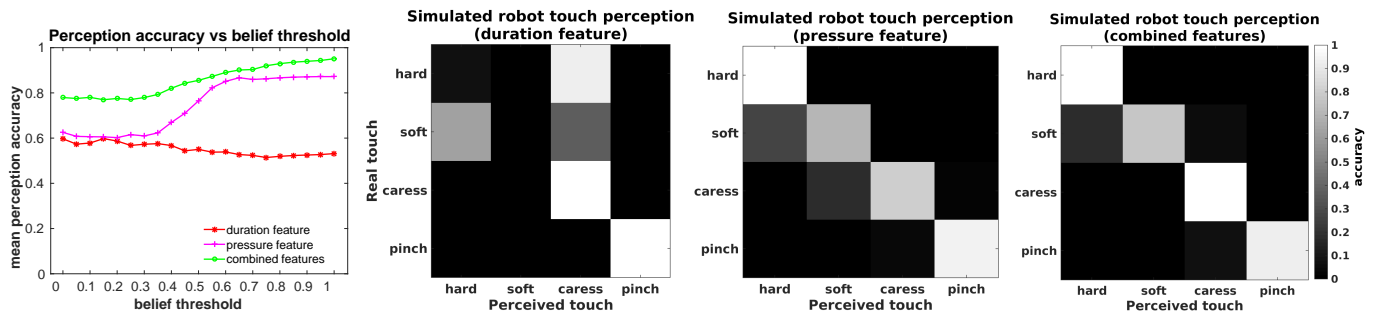 Perception accuracy vs belief threshold
mean perception accuracy
1
0.8
0.6
0.4
0.2
0
0 0.1 0.2 0.3 0.4 0.5 0.6 0.7 0.8 0.9 1
belief threshold
duration feature
pressure feature
combined features
Simulated robot touch perception
(duration feature)
Real touch
hard
soft
caress
pinch
hard soft caress pinch
Perceived touch
Simulated robot touch perception
(pressure feature)
hard
soft
caress
pinch
hard soft caress pinch
Perceived touch
Simulated robot touch perception
(combined features)
hard
soft
caress
pinch
hard soft caress pinch
Perceived touch
1
0.9
0.8
0.7
0.6
0.5
0.4
0.3
0.2
0.1
0
accuracy